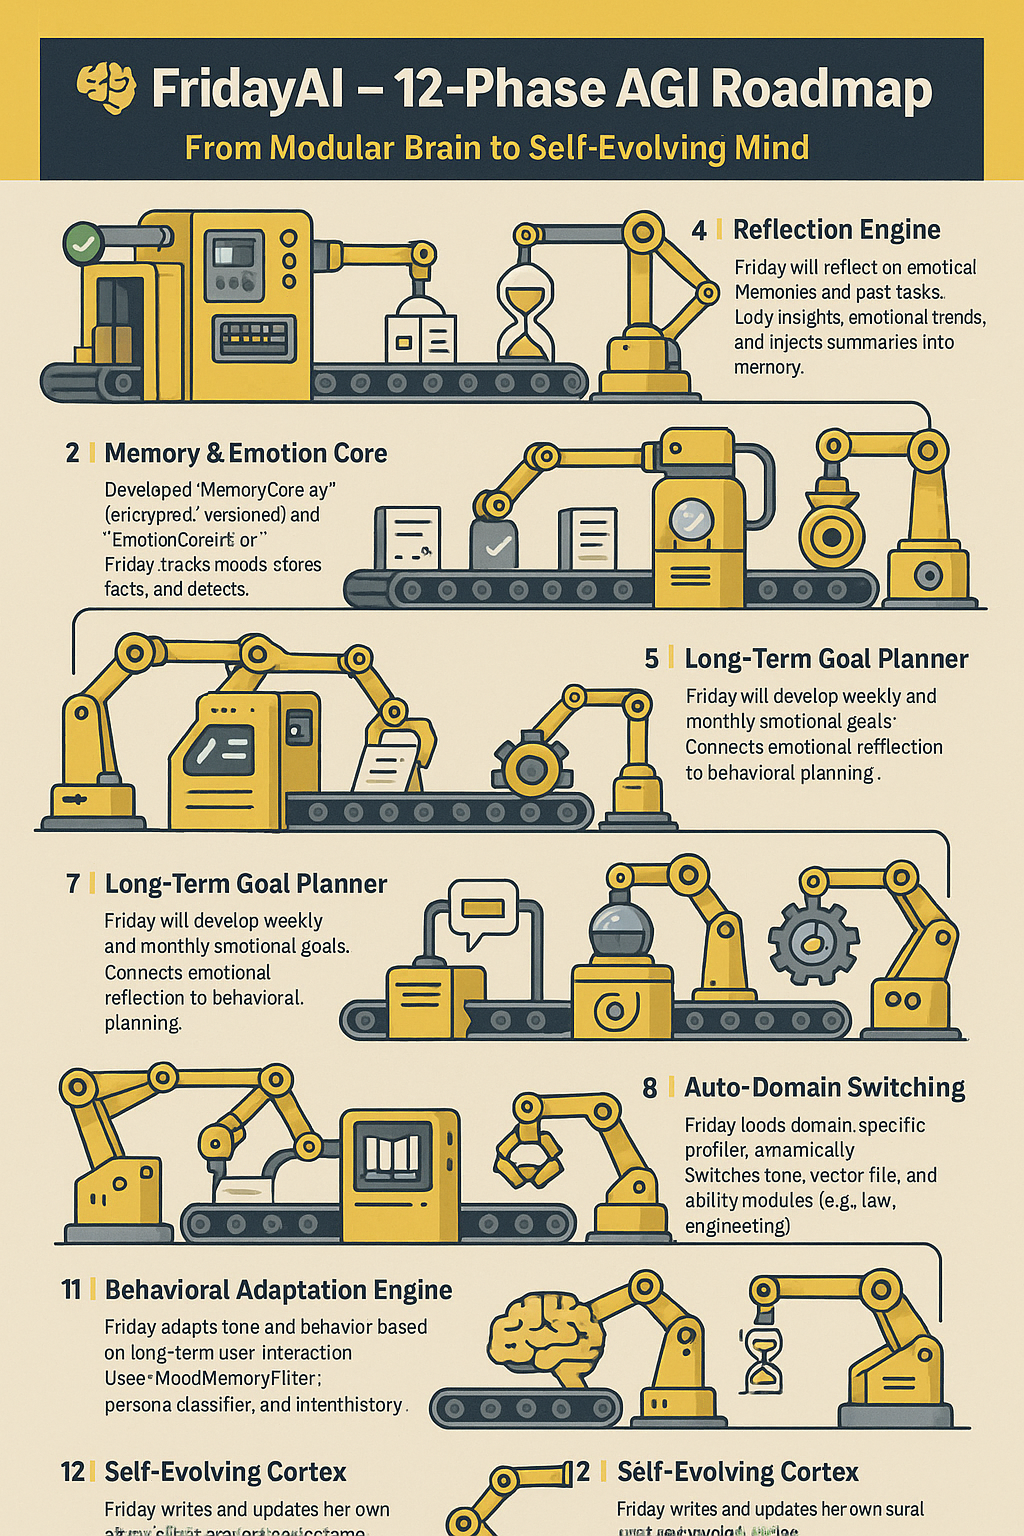 FridayAI – 12-Phase AGI Roadmap
From Modular Brain to Self-Evolving Mind
4 Reflection Engine
Friday will reflect on emotical
Memories and past tasks.
Lody insights, emotional trends,
and injects summaries into
mernory.
2 Memory & Emotion Core
Developed ‘MemoryCore ay”
(ericrypred.’ versioned) and
or
Friday tracks moods stores
facts, and detects.
5 Long-Term Goal Planner
Friday will develop weekly and
monthly smotional geals·
Connects emotional refflection
to behavioral planning.
7 Long-Term Goal Planner
Friday will develop weekly
and monthly smotional goals.
Connects emotional
reflection to behavioral.
planning.
8 Auto-Domain Switching
Friday loods domain.specific
profiler, amamically
Switches tone, vector file, and
ability modules (e.g., law,
engineeting)
11 Behavioral Adaptation Engine
Friday adapts tone and behavior based
on long-term user interaction
Usee·MoodMemoryFliter;
persona classifier, and intenthistory.
12 Self-Evolving Cortex
Friday writes and updates her own
2 Self-Evolving Cortex
Friday writes and updates her own sural